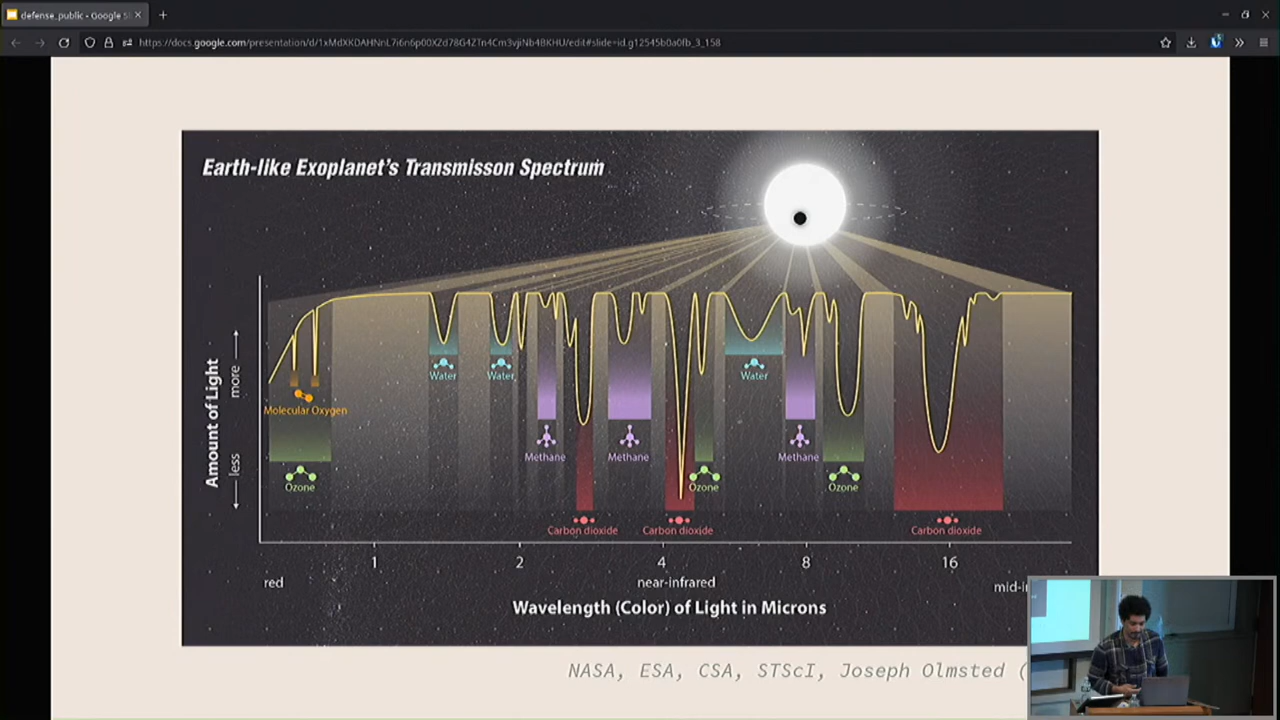 defense_public - Google Sl
https://docs.google.com/presentation/d/1xMdXKDAHNnL7i6n6p00XZd78G4ZTn4Cm3vjiNb4BKHU/edit#slide=id.g12545b0a0fb_3_158
Earth-like Exoplanet's Transmisson Spectrum
Amount of Light
more
less
Molecular Oxygen
Ozone
Water
Water
Methane
Carbon dioxide
Methane
Carbon dioxide
Ozone
Water
Methane
Ozone
Carbon dioxide
1 2 4 8 16
red near-infrared mid-i
Wavelength (Color) of Light in Microns
NASA, ESA, CSA, STScI, Joseph Olmsted (